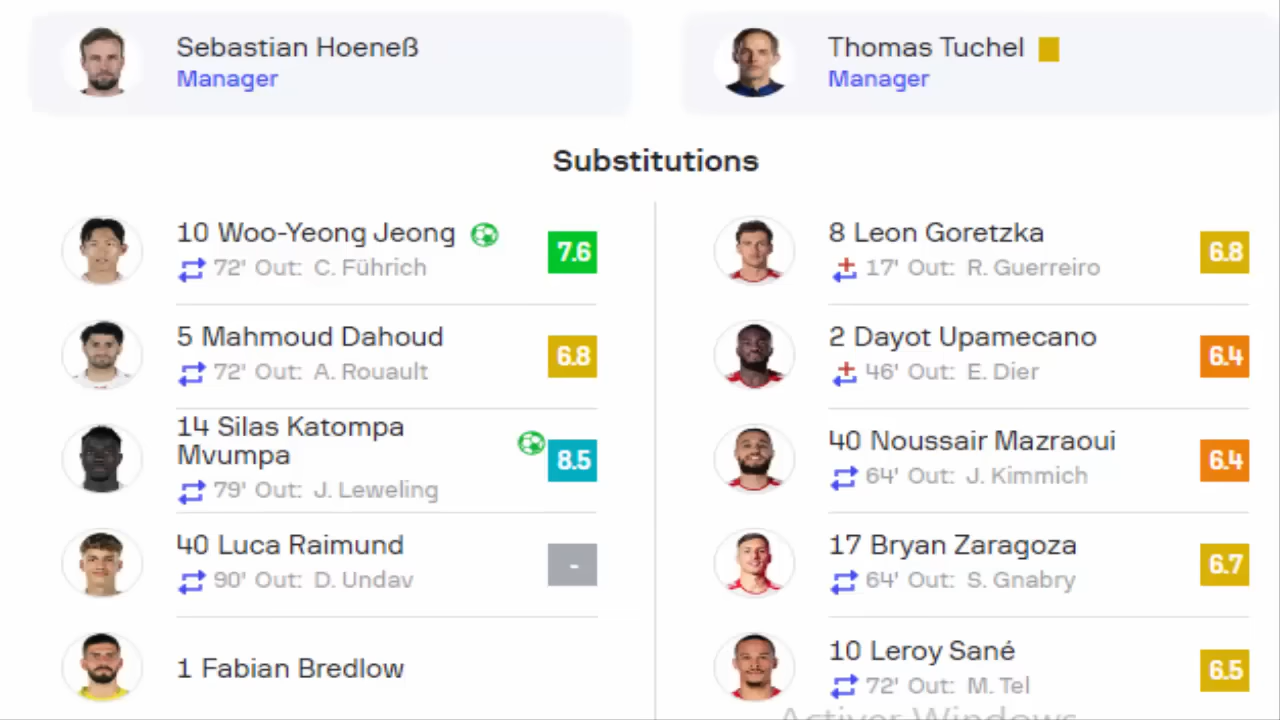 Sebastian Hoeneß
Manager
Thomas Tuchel
Manager
Substitutions
10 Woo-Yeong Jeong
72' Out: C. Führich
7.6
5 Mahmoud Dahoud
72' Out: A. Rouault
6.8
14 Silas Katompa
Mvumpa
79' Out: J. Leweling
8.5
40 Luca Raimund
90' Out: D. Undav
-
1 Fabian Bredlow
8 Leon Goretzka
17' Out: R. Guerreiro
6.8
2 Dayot Upamecano
46' Out: E. Dier
6.4
40 Noussair Mazraoui
64' Out: J. Kimmich
6.4
17 Bryan Zaragoza
64' Out: S. Gnabry
6.7
10 Leroy Sané
72' Out: M. Tel
6.5
Activer Windows